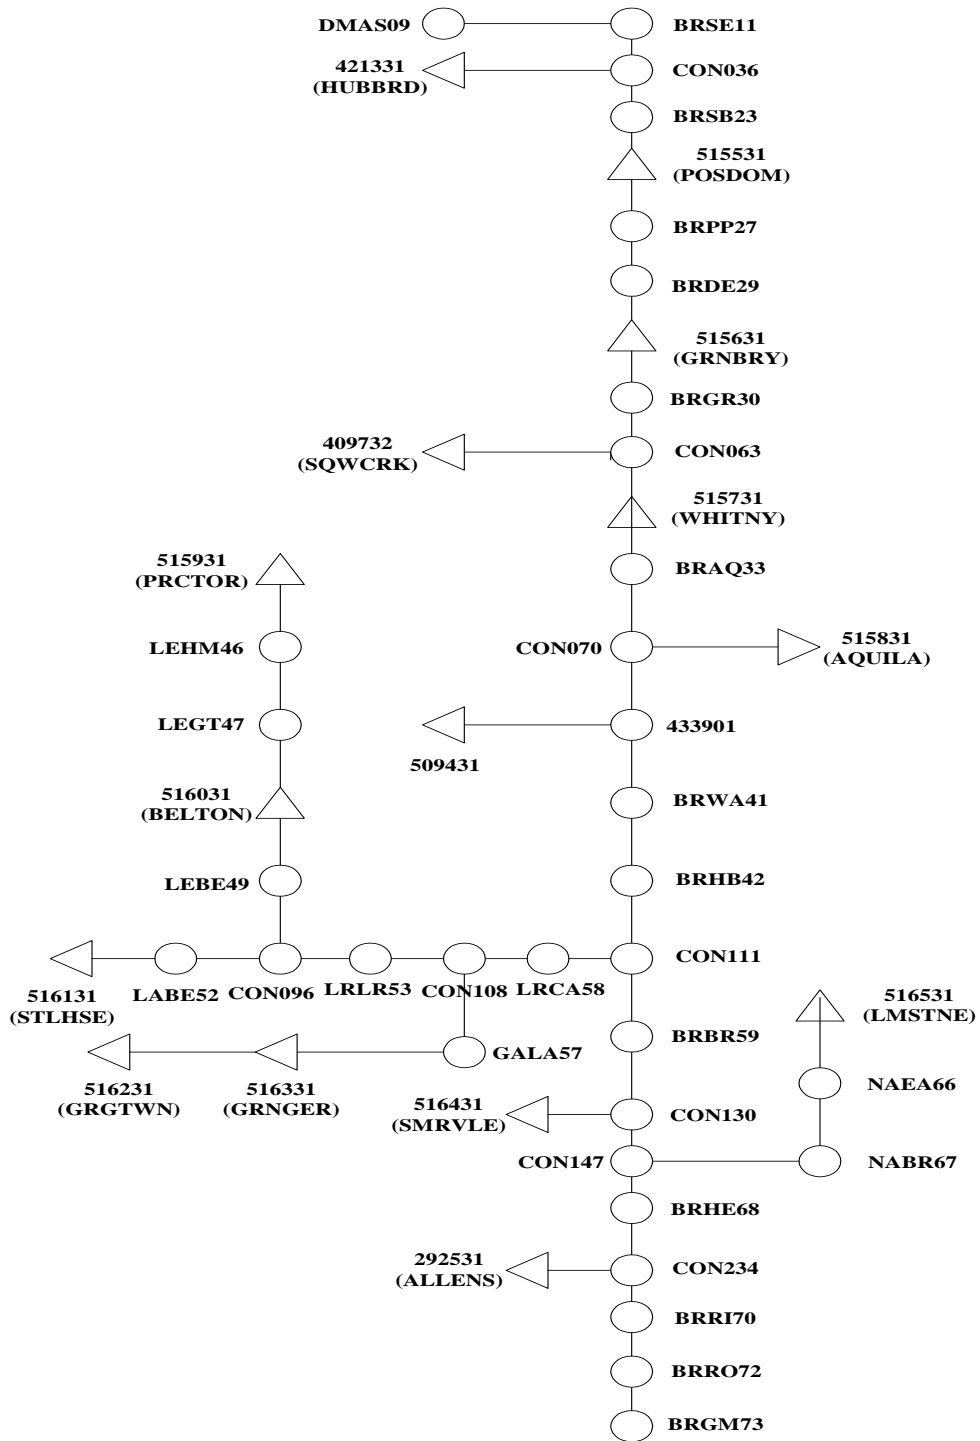 DMAS09
BRSE11
421331
(HUBBRD)
CON036
BRSB23
515531
(POSDOM)
BRPP27
BRDE29
515631
(GRNBRY)
BRGR30
409732
(SQWCRK)
CON063
515731
(WHITNY)
515931
(PRCTOR)
BRAQ33
LEHM46
CON070
515831
(AQUILA)
LEGT47
509431
433901
516031
(BELTON)
BRWA41
LEBE49
BRHB42
516131
(STLHSE)
LABE52
CON096
LRLR53
CON108
LRCA58
CON111
516531
(LMSTNE)
516231
(GRGTWN)
516331
(GRNGER)
GALA57
BRBR59
NAEA66
516431
(SMRVLE)
CON130
CON147
NABR67
BRHE68
292531
(ALLENS)
CON234
BRRI70
BRRO72
BRGM73